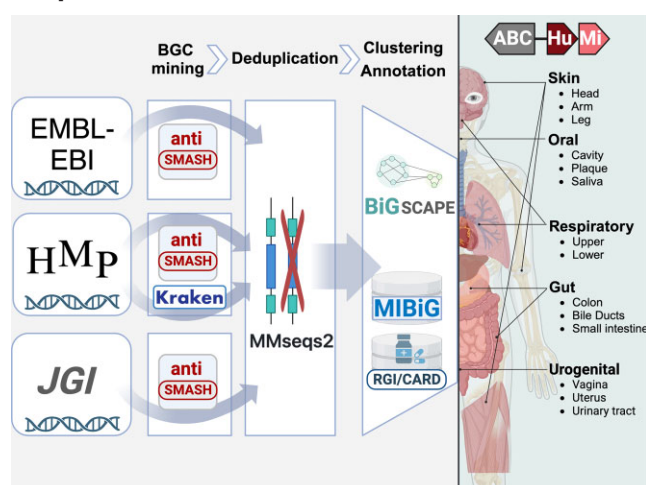 BGC
mining
Deduplication
Clustering
Annotation
ABC
Hu
Mi
EMBL-
EBI
anti
SMASH
HMP
anti
SMASH
Kraken
JGI
anti
SMASH
MMseqs2
BiGSCAPE
MIBiG
RGI/CARD
Skin
• Head
• Arm
• Leg
Oral
• Cavity
• Plaque
• Saliva
Respiratory
• Upper
• Lower
Gut
• Colon
• Bile Ducts
• Small intestine
Urogenital
• Vagina
• Uterus
• Urinary tract